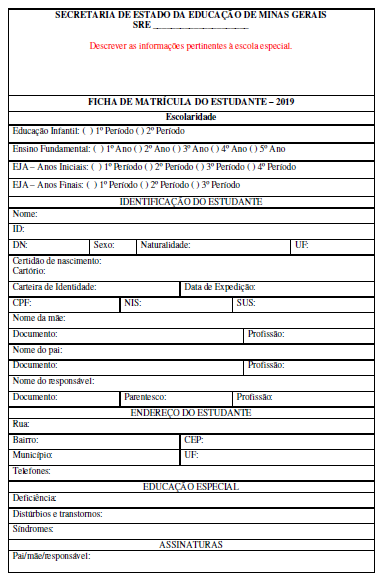 SECRETARIA DE ESTADO DA EDUCAÇÃO DE MINAS GERAIS
SRE ____________________
Descrever as informações pertinentes à escola especial.
FICHA DE MATRÍCULA DO ESTUDANTE – 2019
Escolaridade
Educação Infantil: ( ) 1º Período ( ) 2º Período
Ensino Fundamental: ( ) 1º Ano ( ) 2º Ano ( ) 3º Ano ( ) 4º Ano ( ) 5º Ano
EJA – Anos Iniciais: ( ) 1º Período ( ) 2º Período ( ) 3º Período ( ) 4º Período
EJA – Anos Finais: ( ) 1º Período ( ) 2º Período ( ) 3º Período
IDENTIFICAÇÃO DO ESTUDANTE
Nome:
ID:
DN: Sexo: Naturalidade: UF:
Certidão de nascimento:
Cartório:
Carteira de Identidade: Data de Expedição:
CPF: NIS: SUS:
Nome da mãe:
Documento: Profissão:
Nome do pai:
Documento: Profissão:
Nome do responsável:
Documento: Parentesco: Profissão:
ENDEREÇO DO ESTUDANTE
Rua:
Bairro: CEP:
Município: UF:
Telefones:
EDUCAÇÃO ESPECIAL
Deficiência:
Distúrbios e transtornos:
Síndromes:
ASSINATURAS
Pai/mãe/responsável: